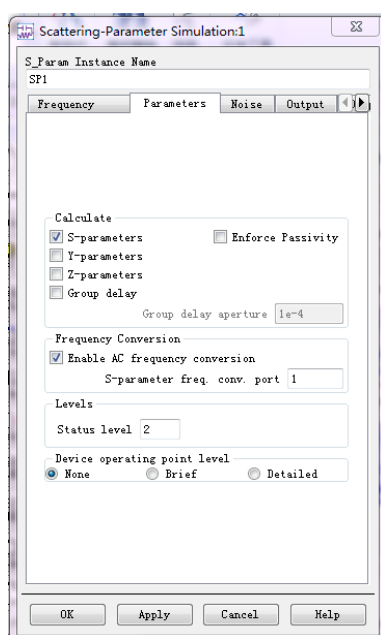 Scattering-Parameter Simulation:1
S_Param Instance Name
SP1
Frequency Parameters Noise Output
Calculate
S-parameters Enforce Passivity
Y-parameters
Z-parameters
Group delay
Group delay aperture 1e-4
Frequency Conversion
Enable AC frequency conversion
S-parameter freq. conv. port 1
Levels
Status level 2
Device operating point level
None Brief Detailed
OK Apply Cancel Help